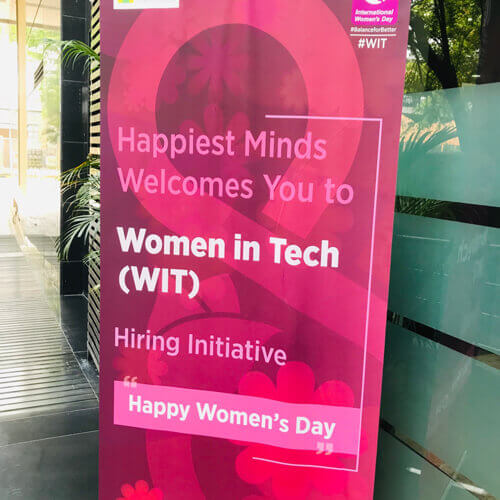 International
Women's Day
#BalanceforBetter
#WIT
Happiest Minds
Welcomes You to
Women in Tech
(WIT)
Hiring Initiative
“
Happy Women's Day
”